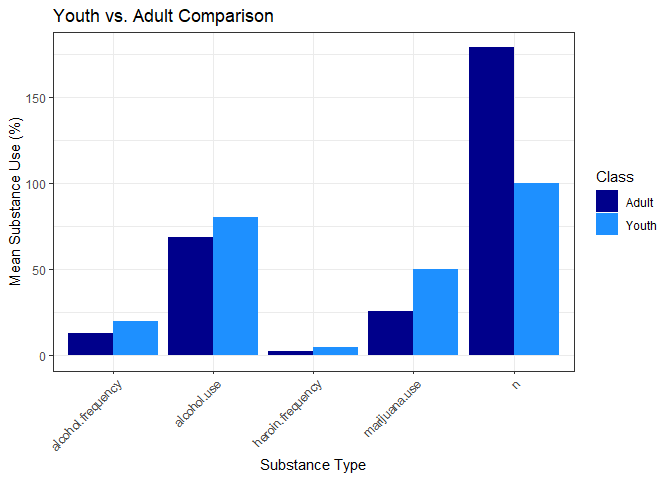 Youth vs. Adult Comparison
Mean Substance Use (%)
150
100
50
0
alcohol.frequency
alcohol.use
heroin.frequency
marijuana.use
n
Substance Type
Class
Adult
Youth